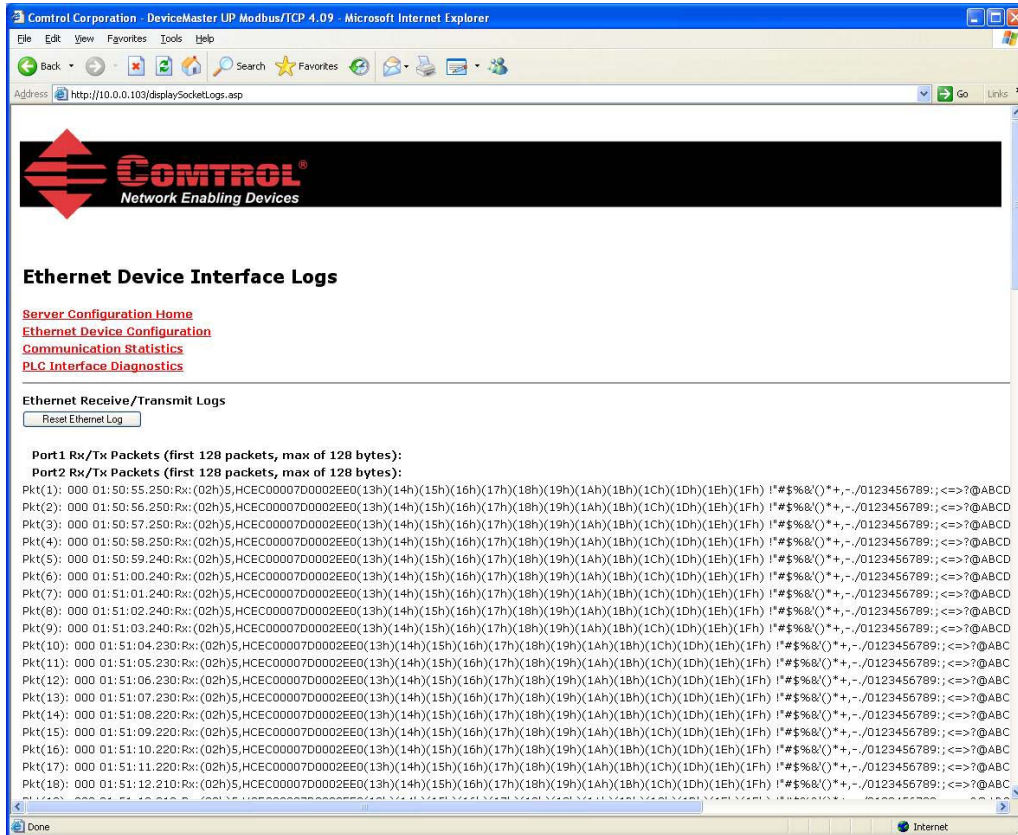 Comtrol Corporation - DeviceMaster UP Modbus/TCP 4.09 - Microsoft Internet Explorer
File Edit View Favorites Tools Help
Back Search Favorites
Address http://10.0.0.103/displaySocketLogs.asp Go Links
COMTROL®
Network Enabling Devices
Ethernet Device Interface Logs
Server Configuration Home
Ethernet Device Configuration
Communication Statistics
PLC Interface Diagnostics
Ethernet Receive/Transmit Logs
Reset Ethernet Log
Port1 Rx/Tx Packets (first 128 packets, max of 128 bytes):
Port2 Rx/Tx Packets (first 128 packets, max of 128 bytes):
Pkt(1): 000 01:50:55.250:Rx:(02h)5,HCEC00007D0002EE0(13h)(14h)(15h)(16h)(17h)(18h)(19h)(1Ah)(1Bh)(1Ch)(1Dh)(1Eh)(1Fh) !"#$%&'()*+,-./0123456789:;<=>?@ABCD
Pkt(2): 000 01:50:56.250:Rx:(02h)5,HCEC00007D0002EE0(13h)(14h)(15h)(16h)(17h)(18h)(19h)(1Ah)(1Bh)(1Ch)(1Dh)(1Eh)(1Fh) !"#$%&'()*+,-./0123456789:;<=>?@ABCD
Pkt(3): 000 01:50:57.250:Rx:(02h)5,HCEC00007D0002EE0(13h)(14h)(15h)(16h)(17h)(18h)(19h)(1Ah)(1Bh)(1Ch)(1Dh)(1Eh)(1Fh) !"#$%&'()*+,-./0123456789:;<=>?@ABCD
Pkt(4): 000 01:50:58.250:Rx:(02h)5,HCEC00007D0002EE0(13h)(14h)(15h)(16h)(17h)(18h)(19h)(1Ah)(1Bh)(1Ch)(1Dh)(1Eh)(1Fh) !"#$%&'()*+,-./0123456789:;<=>?@ABCD
Pkt(5): 000 01:50:59.240:Rx:(02h)5,HCEC00007D0002EE0(13h)(14h)(15h)(16h)(17h)(18h)(19h)(1Ah)(1Bh)(1Ch)(1Dh)(1Eh)(1Fh) !"#$%&'()*+,-./0123456789:;<=>?@ABCD
Pkt(6): 000 01:51:00.240:Rx:(02h)5,HCEC00007D0002EE0(13h)(14h)(15h)(16h)(17h)(18h)(19h)(1Ah)(1Bh)(1Ch)(1Dh)(1Eh)(1Fh) !"#$%&'()*+,-./0123456789:;<=>?@ABCD
Pkt(7): 000 01:51:01.240:Rx:(02h)5,HCEC00007D0002EE0(13h)(14h)(15h)(16h)(17h)(18h)(19h)(1Ah)(1Bh)(1Ch)(1Dh)(1Eh)(1Fh) !"#$%&'()*+,-./0123456789:;<=>?@ABCD
Pkt(8): 000 01:51:02.240:Rx:(02h)5,HCEC00007D0002EE0(13h)(14h)(15h)(16h)(17h)(18h)(19h)(1Ah)(1Bh)(1Ch)(1Dh)(1Eh)(1Fh) !"#$%&'()*+,-./0123456789:;<=>?@ABCD
Pkt(9): 000 01:51:03.240:Rx:(02h)5,HCEC00007D0002EE0(13h)(14h)(15h)(16h)(17h)(18h)(19h)(1Ah)(1Bh)(1Ch)(1Dh)(1Eh)(1Fh) !"#$%&'()*+,-./0123456789:;<=>?@ABCD
Pkt(10): 000 01:51:04.230:Rx:(02h)5,HCEC00007D0002EE0(13h)(14h)(15h)(16h)(17h)(18h)(19h)(1Ah)(1Bh)(1Ch)(1Dh)(1Eh)(1Fh) !"#$%&'()*+,-./0123456789:;<=>?@ABC
Pkt(11): 000 01:51:05.230:Rx:(02h)5,HCEC00007D0002EE0(13h)(14h)(15h)(16h)(17h)(18h)(19h)(1Ah)(1Bh)(1Ch)(1Dh)(1Eh)(1Fh) !"#$%&'()*+,-./0123456789:;<=>?@ABC
Pkt(12): 000 01:51:06.230:Rx:(02h)5,HCEC00007D0002EE0(13h)(14h)(15h)(16h)(17h)(18h)(19h)(1Ah)(1Bh)(1Ch)(1Dh)(1Eh)(1Fh) !"#$%&'()*+,-./0123456789:;<=>?@ABC
Pkt(13): 000 01:51:07.230:Rx:(02h)5,HCEC00007D0002EE0(13h)(14h)(15h)(16h)(17h)(18h)(19h)(1Ah)(1Bh)(1Ch)(1Dh)(1Eh)(1Fh) !"#$%&'()*+,-./0123456789:;<=>?@ABC
Pkt(14): 000 01:51:08.220:Rx:(02h)5,HCEC00007D0002EE0(13h)(14h)(15h)(16h)(17h)(18h)(19h)(1Ah)(1Bh)(1Ch)(1Dh)(1Eh)(1Fh) !"#$%&'()*+,-./0123456789:;<=>?@ABC
Pkt(15): 000 01:51:09.220:Rx:(02h)5,HCEC00007D0002EE0(13h)(14h)(15h)(16h)(17h)(18h)(19h)(1Ah)(1Bh)(1Ch)(1Dh)(1Eh)(1Fh) !"#$%&'()*+,-./0123456789:;<=>?@ABC
Pkt(16): 000 01:51:10.220:Rx:(02h)5,HCEC00007D0002EE0(13h)(14h)(15h)(16h)(17h)(18h)(19h)(1Ah)(1Bh)(1Ch)(1Dh)(1Eh)(1Fh) !"#$%&'()*+,-./0123456789:;<=>?@ABC
Pkt(17): 000 01:51:11.220:Rx:(02h)5,HCEC00007D0002EE0(13h)(14h)(15h)(16h)(17h)(18h)(19h)(1Ah)(1Bh)(1Ch)(1Dh)(1Eh)(1Fh) !"#$%&'()*+,-./0123456789:;<=>?@ABC
Pkt(18): 000 01:51:12.210:Rx:(02h)5,HCEC00007D0002EE0(13h)(14h)(15h)(16h)(17h)(18h)(19h)(1Ah)(1Bh)(1Ch)(1Dh)(1Eh)(1Fh) !"#$%&'()*+,-./0123456789:;<=>?@ABC
Done Internet